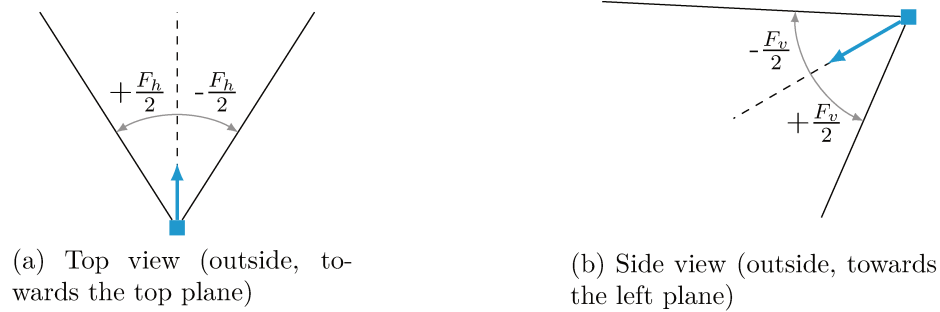 +F_h/2 -F_h/2
-F_v/2
+F_v/2
(a) Top view (outside, to-
wards the top plane)
(b) Side view (outside, towards
the left plane)